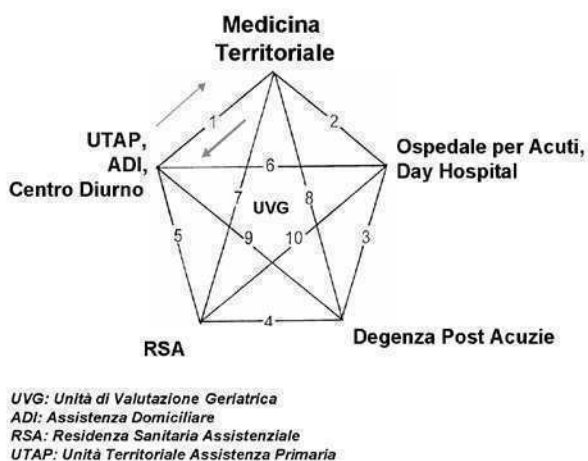 Medicina
Territoriale
UTAP,
ADI,
Centro Diurno
1
2
Ospedale per Acuti,
Day Hospital
6
7
UVG
8
5
9
10
3
4
RSA
Degenza Post Acuzie
UVG: Unità di Valutazione Geriatrica
ADI: Assistenza Domiciliare
RSA: Residenza Sanitaria Assistenziale
UTAP: Unità Territoriale Assistenza Primaria